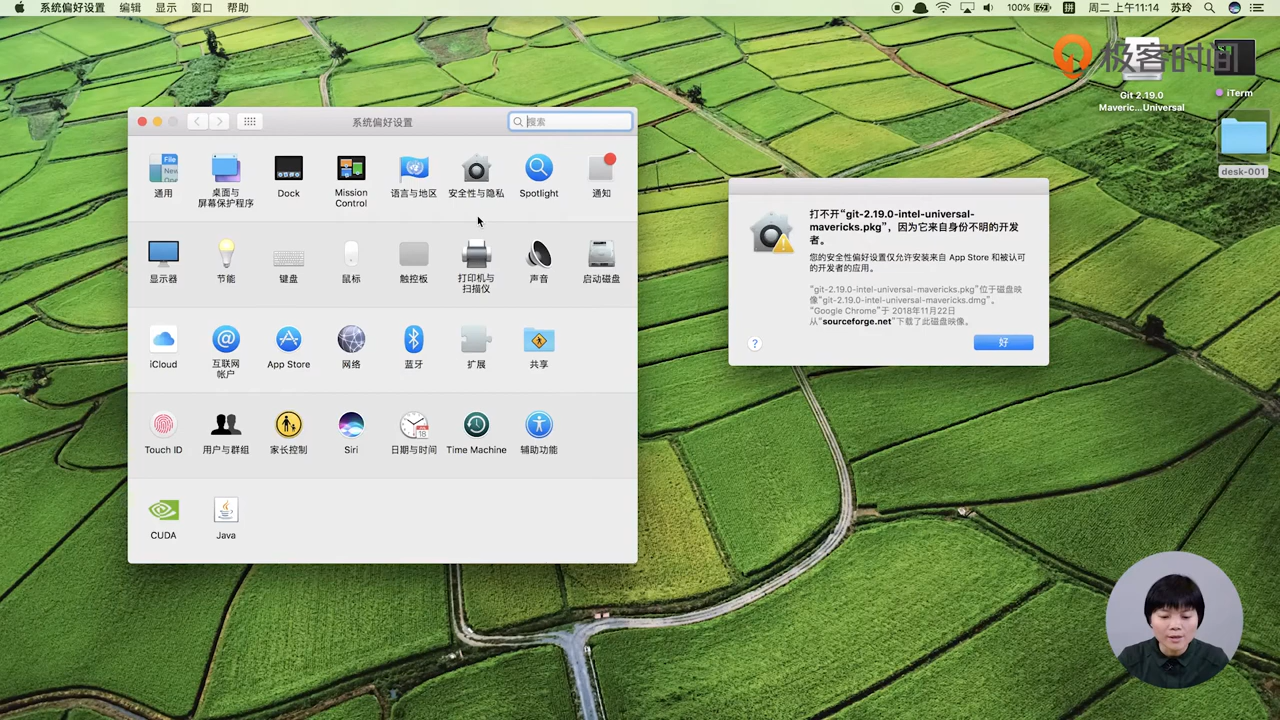 系统偏好设置 编辑 显示 窗口 帮助
100% 拼 周二 上午11:14 苏玲
极客时间
Git 2.19.0
Maveric...Universal
iTerm
desk-001
系统偏好设置
搜索
File
New
通用
桌面与
屏幕保护程序
Dock
Mission
Control
语言与地区
安全性与隐私
Spotlight
通知
显示器
节能
键盘
鼠标
触控板
打印机与
扫描仪
声音
启动磁盘
iCloud
互联网
帐户
App Store
网络
蓝牙
扩展
共享
Touch ID
用户与群组
家长控制
Siri
18
日期与时间
Time Machine
辅助功能
CUDA
Java
打不开“git-2.19.0-intel-universal-
mavericks.pkg”，因为它来自身份不明的开发
者。
您的安全性偏好设置仅允许安装来自 App Store 和被认可
的开发者的应用。
“git-2.19.0-intel-universal-mavericks.pkg”位于磁盘映
像“git-2.19.0-intel-universal-mavericks.dmg”。
“Google Chrome”于 2018年11月22日
从“sourceforge.net”下载了此磁盘映像。
?
好